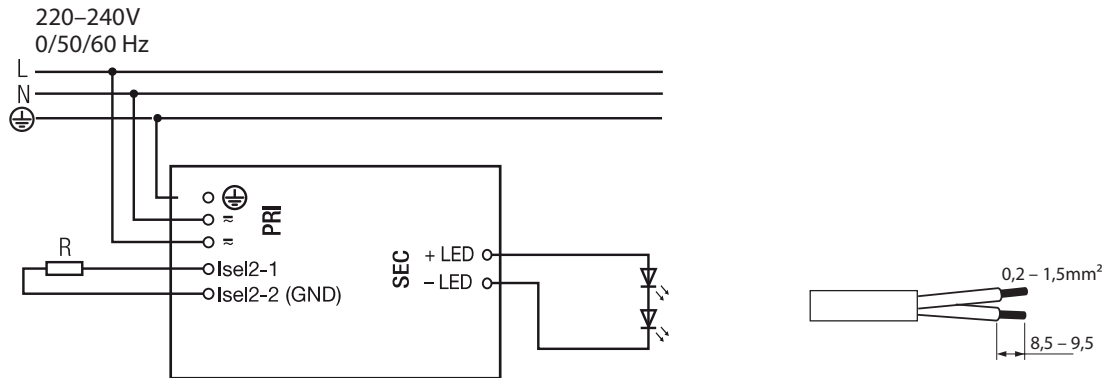 220–240V
0/50/60 Hz
L
N
PRI
R
Isel2-1
Isel2-2 (GND)
SEC
+ LED
– LED
0,2 – 1,5mm²
8,5 – 9,5